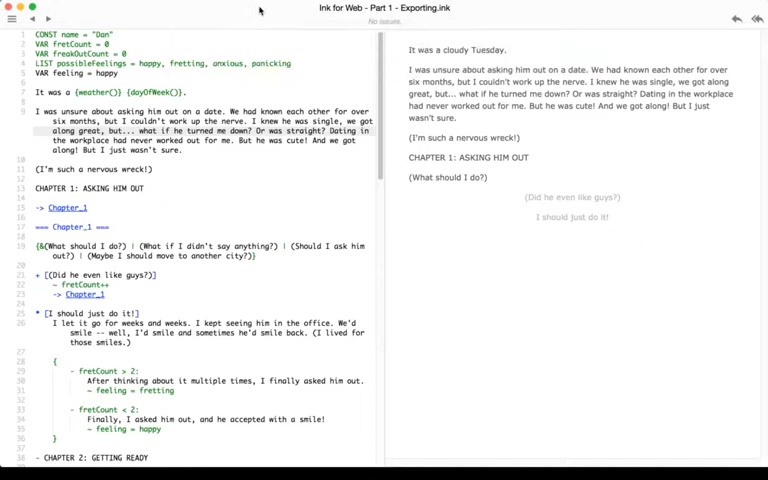 Ink for Web - Part 1 - Exporting.ink
No issues.
1 CONST name = "Dan"
2 VAR fretCount = 0
3 VAR freakOutCount = 0
4 LIST possibleFeelings = happy, fretting, anxious, panicking
5 VAR feeling = happy
6
7 It was a {weather()} {dayOfWeek()}.
8
9 I was unsure about asking him out on a date. We had known each other for over
six months, but I couldn't work up the nerve. I knew he was single, we got
along great, but... what if he turned me down? Or was straight? Dating in
the workplace had never worked out for me. But he was cute! And we got
along! But I just wasn't sure.
10
11 (I'm such a nervous wreck!)
12
13 CHAPTER 1: ASKING HIM OUT
14
15 -> Chapter_1
16
17 === Chapter_1 ===
18
19 {&(What should I do?) | (What if I didn't say anything?) | (Should I ask him
out?) | (Maybe I should move to another city?)}
20
21 + [(Did he even like guys?)]
22 ~ fretCount++
23 -> Chapter_1
24
25 * [I should just do it!]
26 I let it go for weeks and weeks. I kept seeing him in the office. We'd
smile -- well, I'd smile and sometimes he'd smile back. (I lived for
those smiles.)
27
28 {
29 - fretCount > 2:
30 After thinking about it multiple times, I finally asked him out.
31 ~ feeling = fretting
32
33 - fretCount < 2:
34 Finally, I asked him out, and he accepted with a smile!
35 ~ feeling = happy
36 }
37
38 - CHAPTER 2: GETTING READY
It was a cloudy Tuesday.
I was unsure about asking him out on a date. We had known each other for over
six months, but I couldn't work up the nerve. I knew he was single, we got along
great, but... what if he turned me down? Or was straight? Dating in the workplace
had never worked out for me. But he was cute! And we got along! But I just
wasn't sure.
(I'm such a nervous wreck!)
CHAPTER 1: ASKING HIM OUT
(What should I do?)
(Did he even like guys?)
I should just do it!